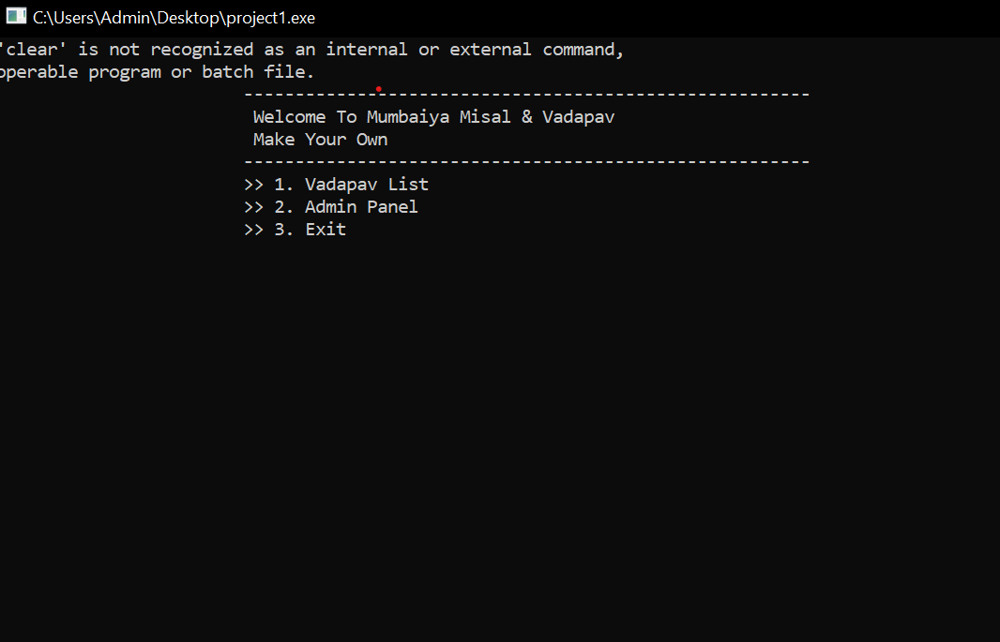 C:\Users\Admin\Desktop\project1.exe
'clear' is not recognized as an internal or external command,
operable program or batch file.
-------------------------------------------------------
Welcome To Mumbaiya Misal & Vadapav
Make Your Own
-------------------------------------------------------
>> 1. Vadapav List
>> 2. Admin Panel
>> 3. Exit